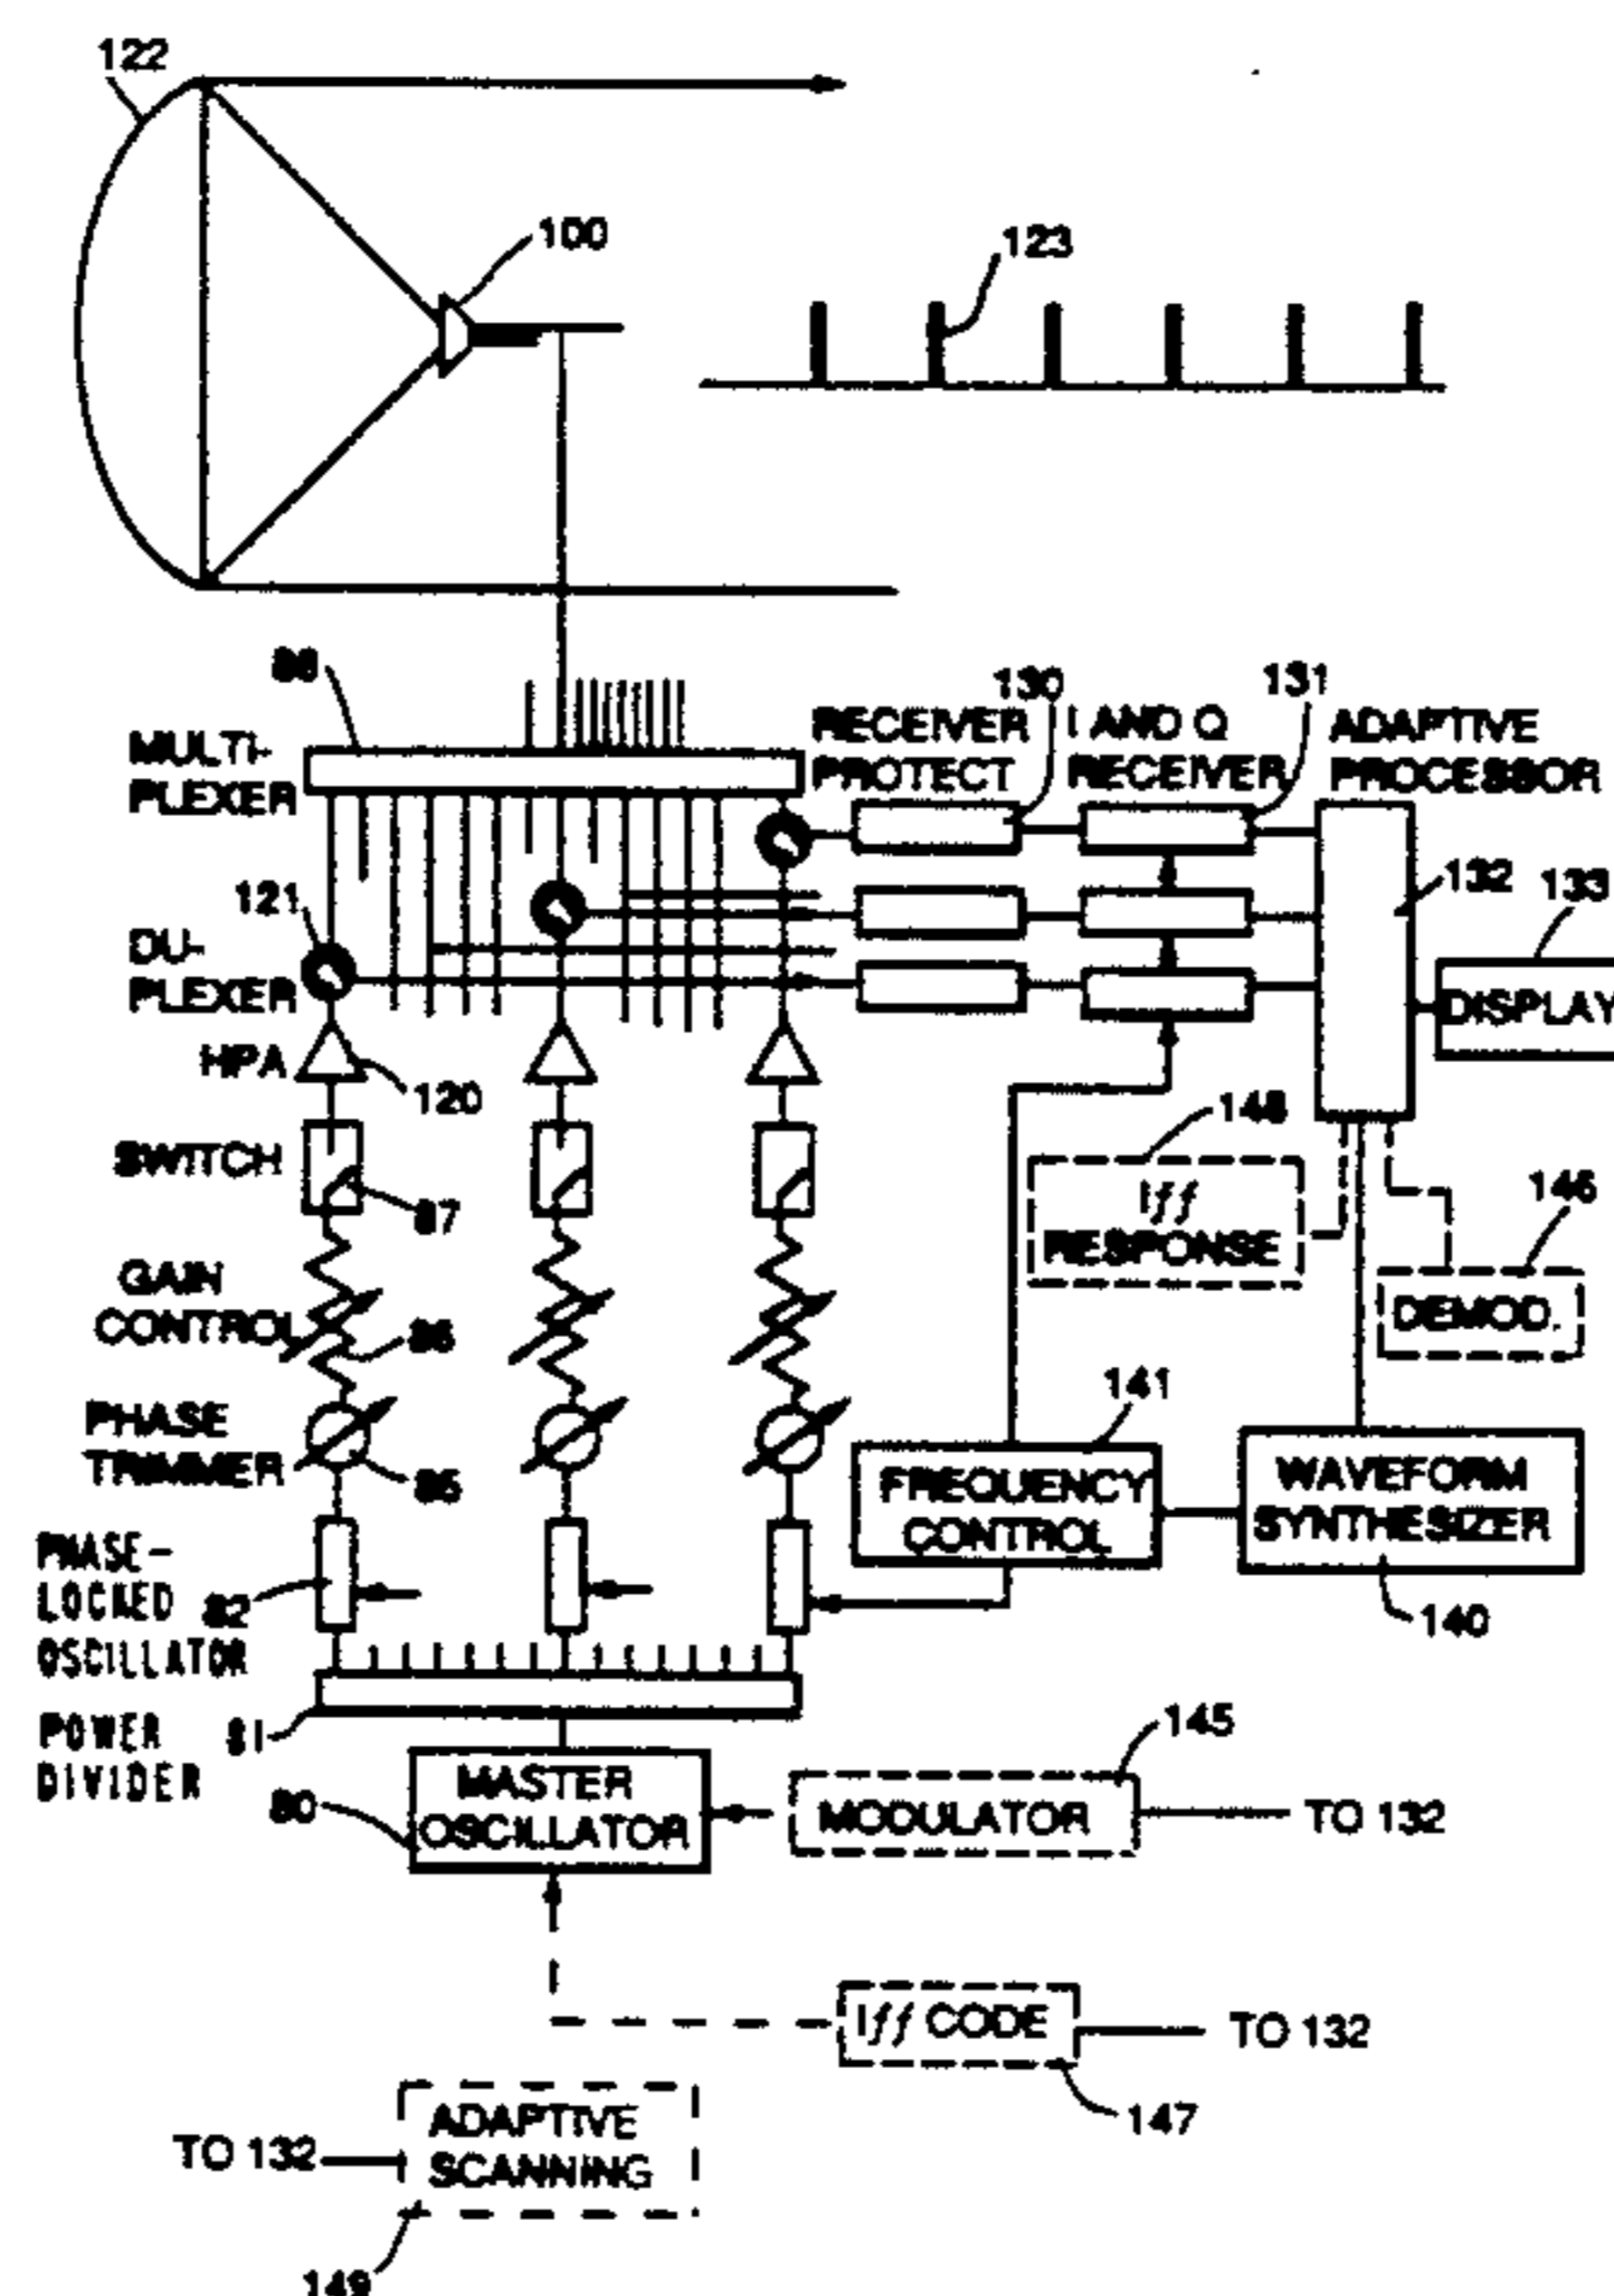 122
100
123
130
131
MULTI-
PLEXER
RECEIVER
PROTECT
I AND Q
RECEIVER
ADAPTIVE
PROCESSOR
121
132
133
DU-
PLEXER
DISPLAY
HPA
120
SWITCH
87
Iff
RESPONSE
146
DEMOD.
GAIN
CONTROL
86
141
PHASE
TRIMMER
85
FREQUENCY
CONTROL
WAVEFORM
SYNTHESIZER
140
PHASE-
LOCKED
OSCILLATOR
82
POWER
DIVIDER
81
145
MASTER
OSCILLATOR
80
MODULATOR
TO 132
Iff CODE
TO 132
147
ADAPTIVE
SCANNING
TO 132
149